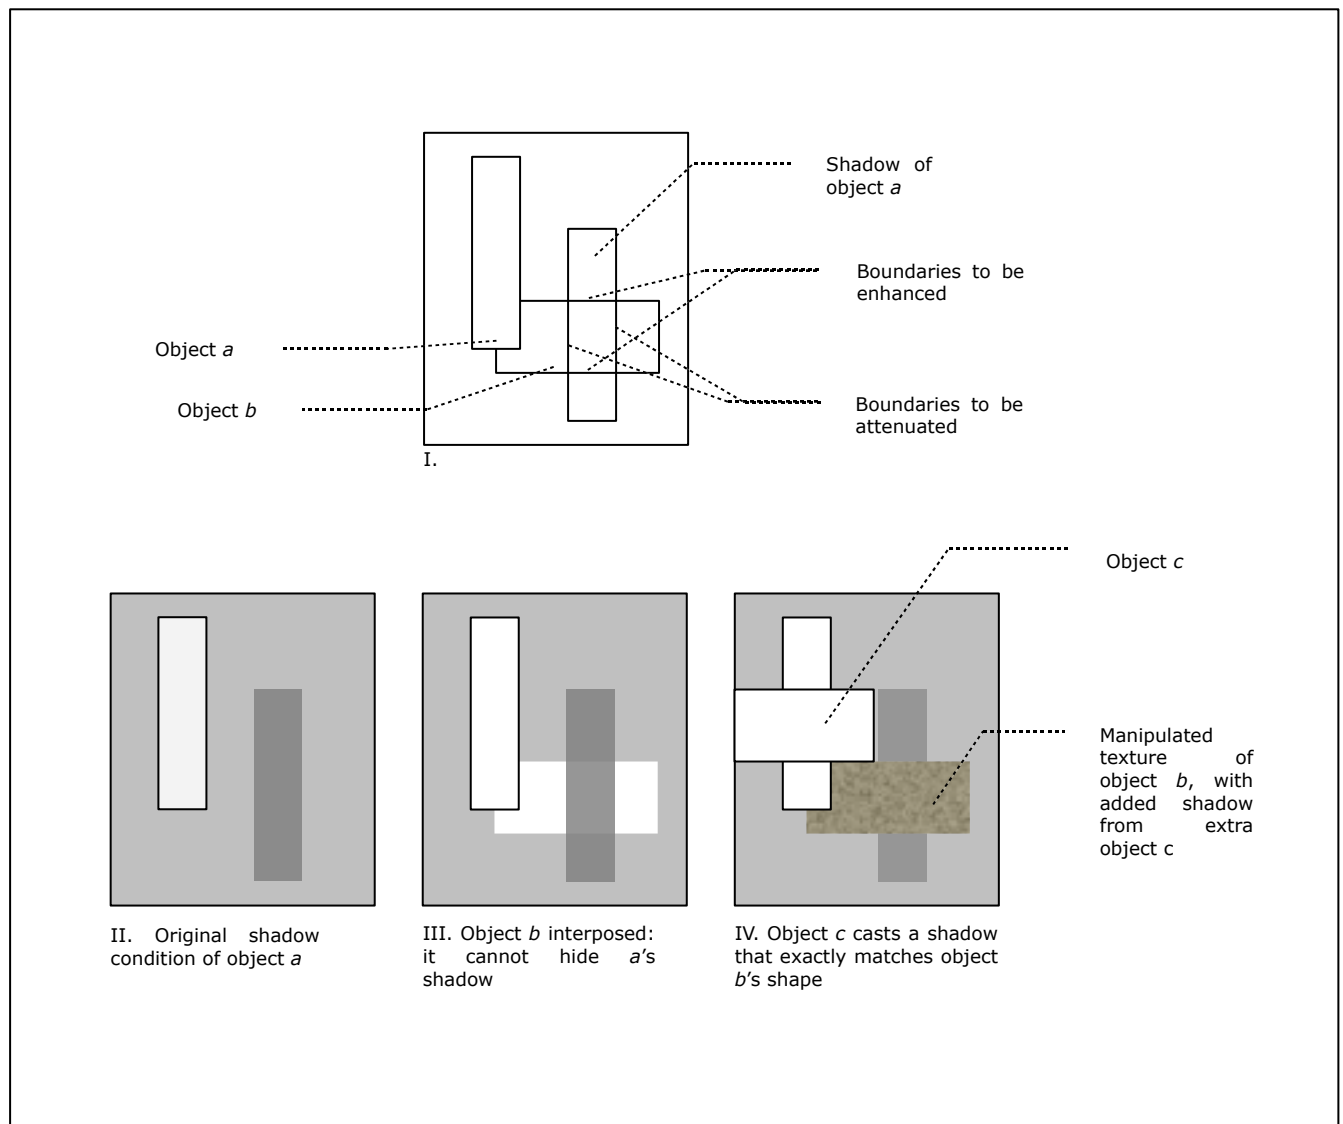 Shadow of
object a
Boundaries to be
enhanced
Object a
Object b
Boundaries to be
attenuated
I.
Object c
Manipulated
texture of
object b, with
added shadow
from extra
object c
II. Original shadow
condition of object a
III. Object b interposed:
it cannot hide a's
shadow
IV. Object c casts a shadow
that exactly matches object
b's shape